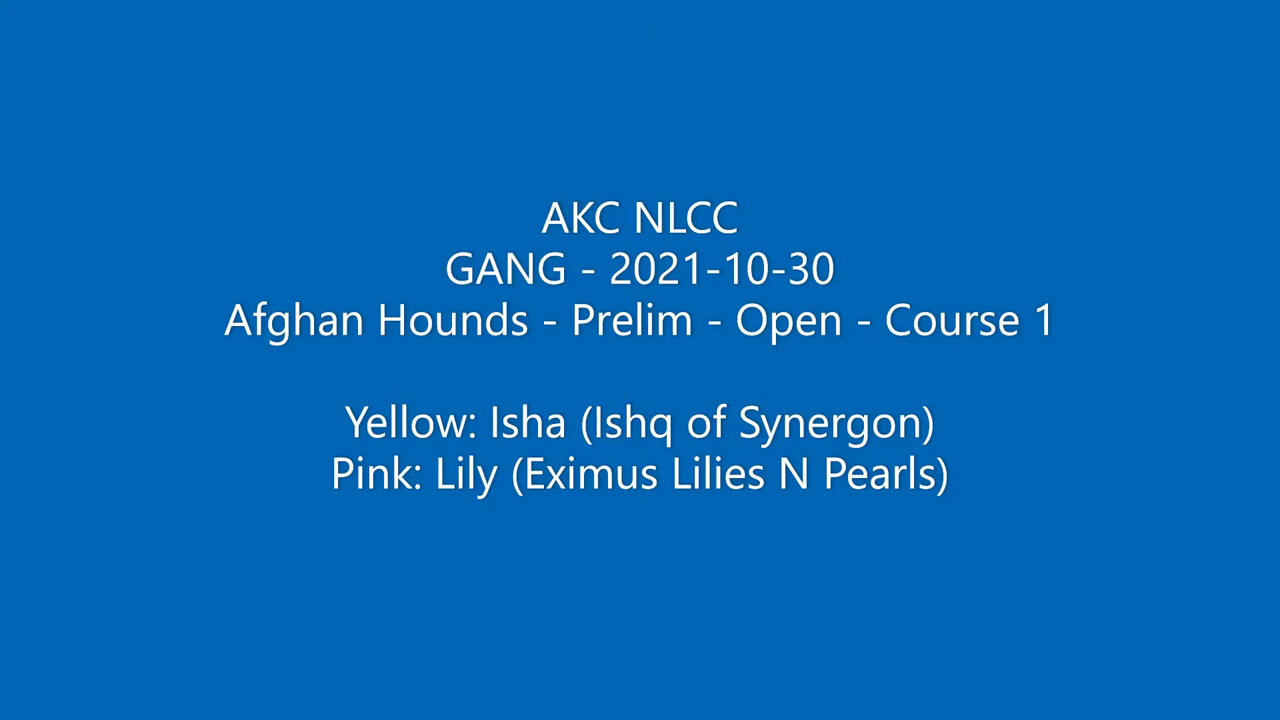 AKC NLCC
GANG - 2021-10-30
Afghan Hounds - Prelim - Open - Course 1
Yellow: Isha (Ishq of Synergon)
Pink: Lily (Eximus Lilies N Pearls)